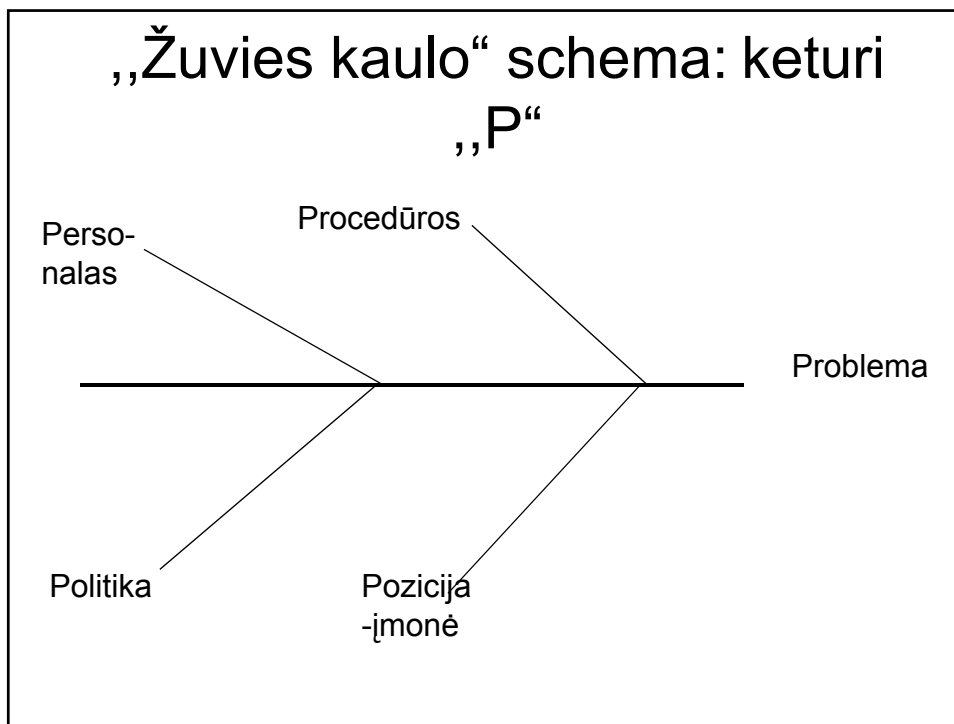 ,,Žuvies kaulo“ schema: keturi
,,P“
Perso-
nalas
Procedūros
Problema
Politika
Pozicija
-įmonė